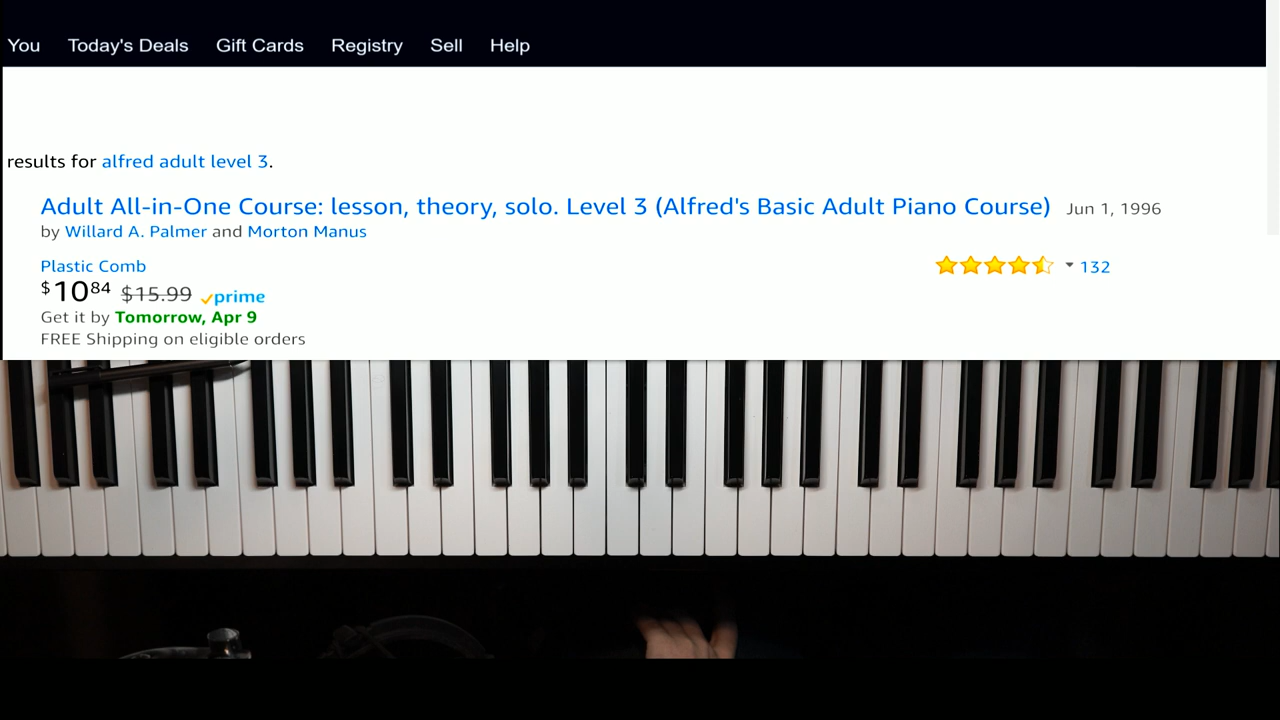 You Today's Deals Gift Cards Registry Sell Help
results for alfred adult level 3.
Adult All-in-One Course: lesson, theory, solo. Level 3 (Alfred's Basic Adult Piano Course) Jun 1, 1996
by Willard A. Palmer and Morton Manus
Plastic Comb 132
$10 84 $15.99 prime
Get it by Tomorrow, Apr 9
FREE Shipping on eligible orders